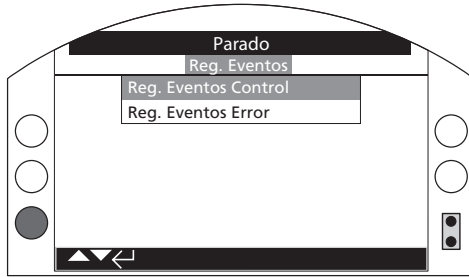 Parado
Reg. Eventos
Reg. Eventos Control
Reg. Eventos Error